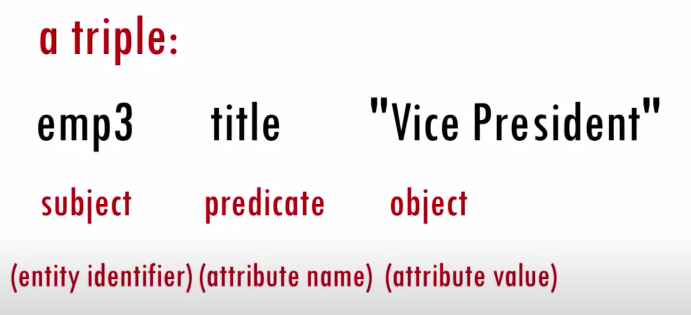 a triple:
emp3 title "Vice President"
subject predicate object
(entity identifier) (attribute name) (attribute value)